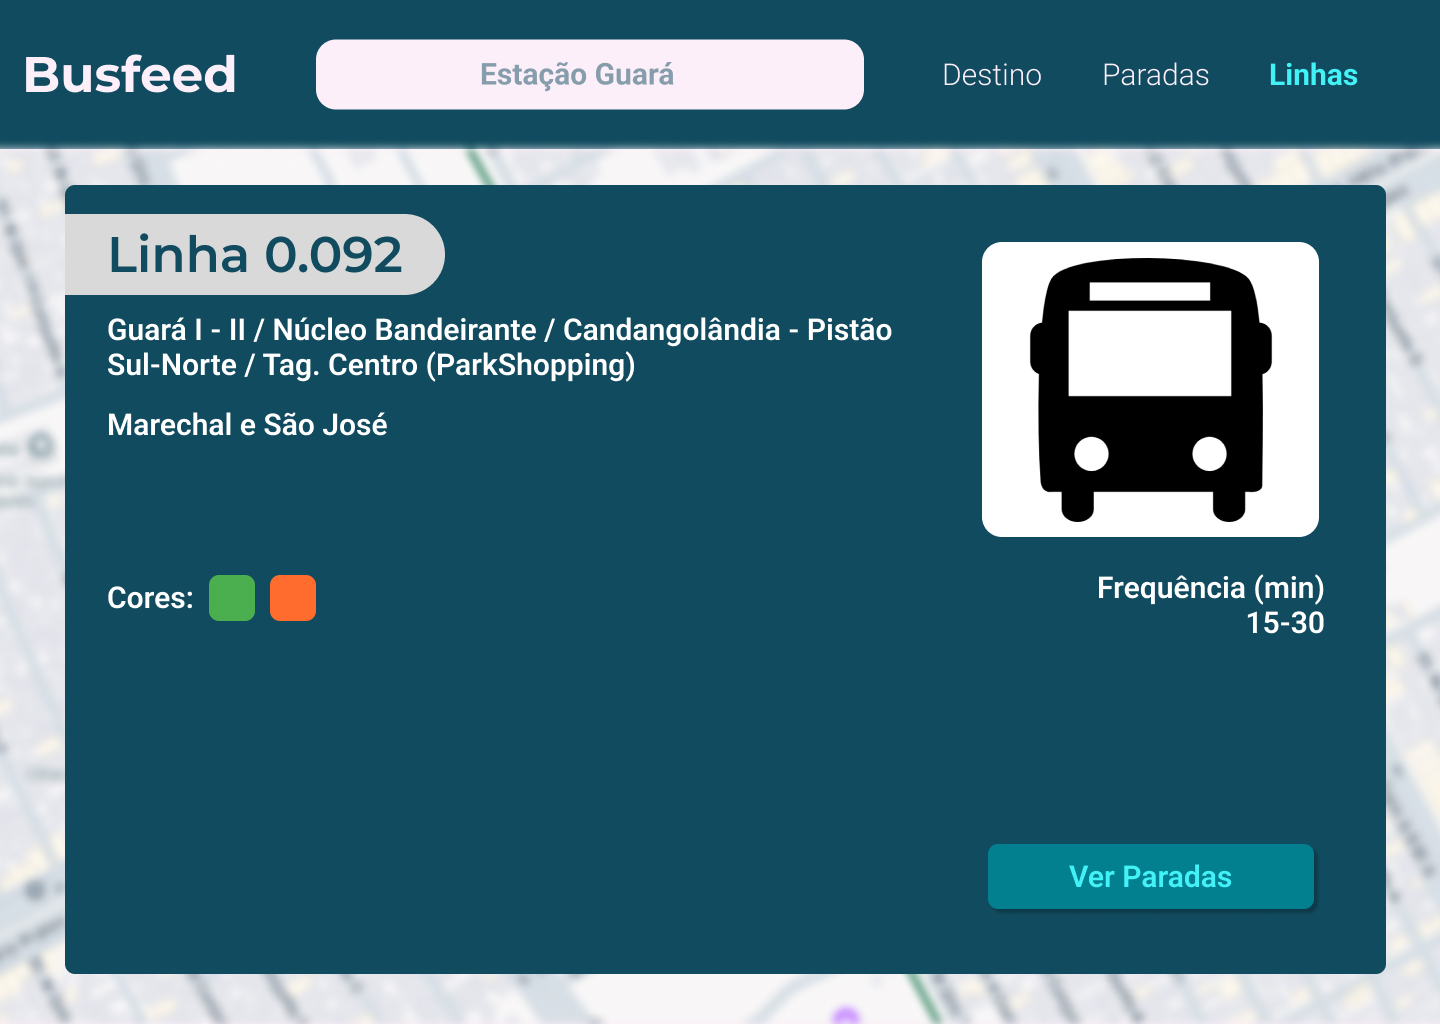 Busfeed
Estação Guará
Destino
Paradas
Linhas
Linha 0.092
Guará I - II / Núcleo Bandeirante / Candangolândia - Pistão
Sul-Norte / Tag. Centro (ParkShopping)
Marechal e São José
Cores:
Frequência (min)
15-30
Ver Paradas